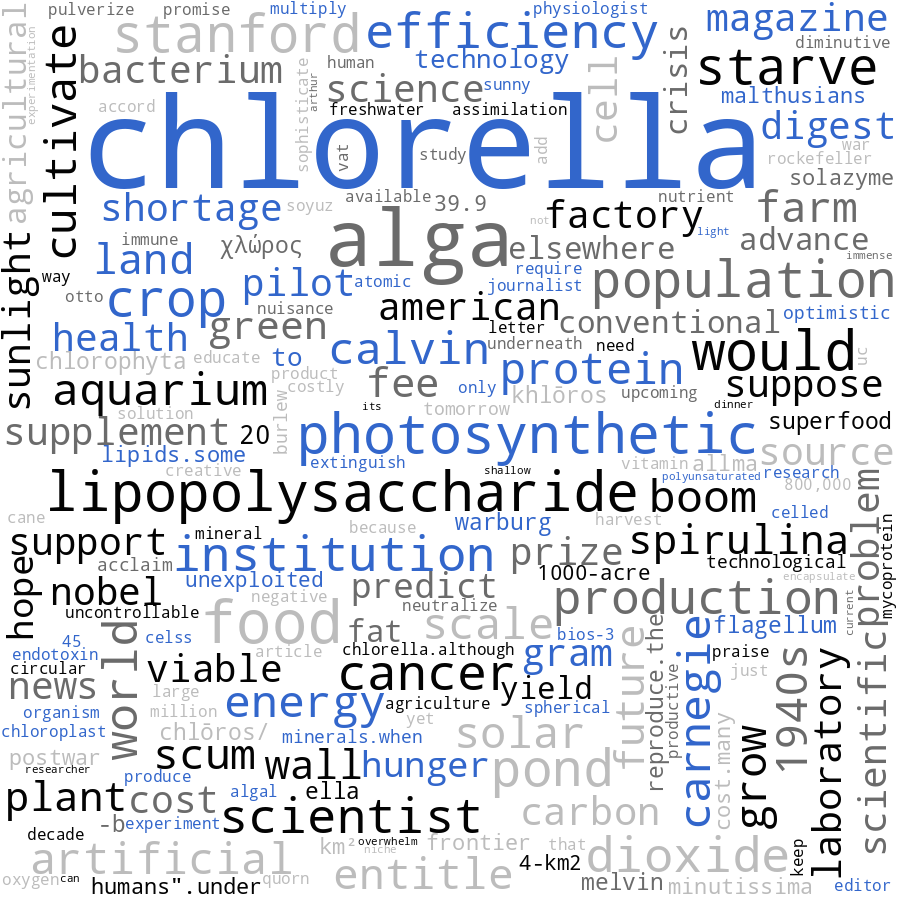 pulverize promise multiply physiologist
stanford efficiency magazine
agricultural experimentation cultivate bacterium human technology diminutive
sophisticate arthur science sunny cell crisis starve
accord freshwater assimilation malthusians
chlorella digest
vat study add war
rockefeller
solazyme
shortage soyuz available 39.9 nutrient farm
alga not factory light
immune χλώρος elsewhere advance
sunlight land way require immense
otto crop pilot atomic journalist population
nuisance american optimistic
health green letter conventional
chlorophyta educate to calvin underneath need would uc
product protein
aquarium costly fee only khlōros upcoming suppose
solution burlew its tomorrow dinner
supplement 20 photosynthetic superfood
lipids.some source
creative extinguish shallow vitamin allma research
polyunsaturated 800,000
lipopolysaccharide boom problem
cane because warburg harvest celled
support mineral mycoprotein
acclaim institution prize spirulina
hope technological
nobel unexploited predict 1000-acre encapsulate
negative production
uncontrollable food neutralize current
45 world celss fat scale bios-3 reproduce.the carnegie flagellum
endotoxin article chlorella.although gram future praise
circular viable cancer just
news large yield productive 1940s laboratory scientific
organism million energy agriculture spherical
chloroplast chlōros/ yet
minerals.when solar cost.many grow
postwar scum wall hunger
researcher produce pond
plant cost algal ella
-b experiment scientist carbon
decade
artificial km² overwhelm frontier that dioxide keep
niche
oxygen can humans".under quorn entitle 4-km2 melvin minutissima editor